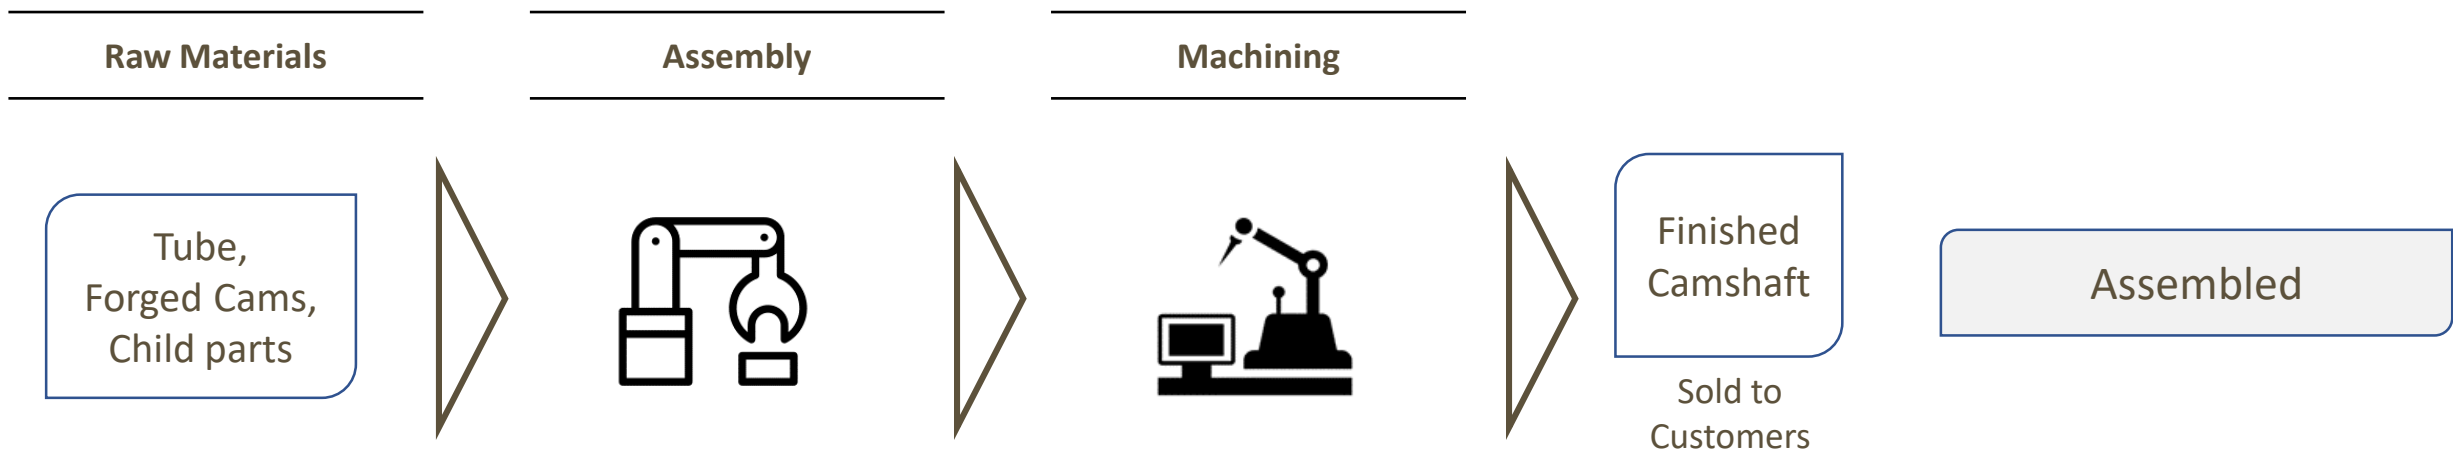 Raw Materials
Assembly
Machining
Tube,
Forged Cams,
Child parts
Finished
Camshaft
Sold to
Customers
Assembled